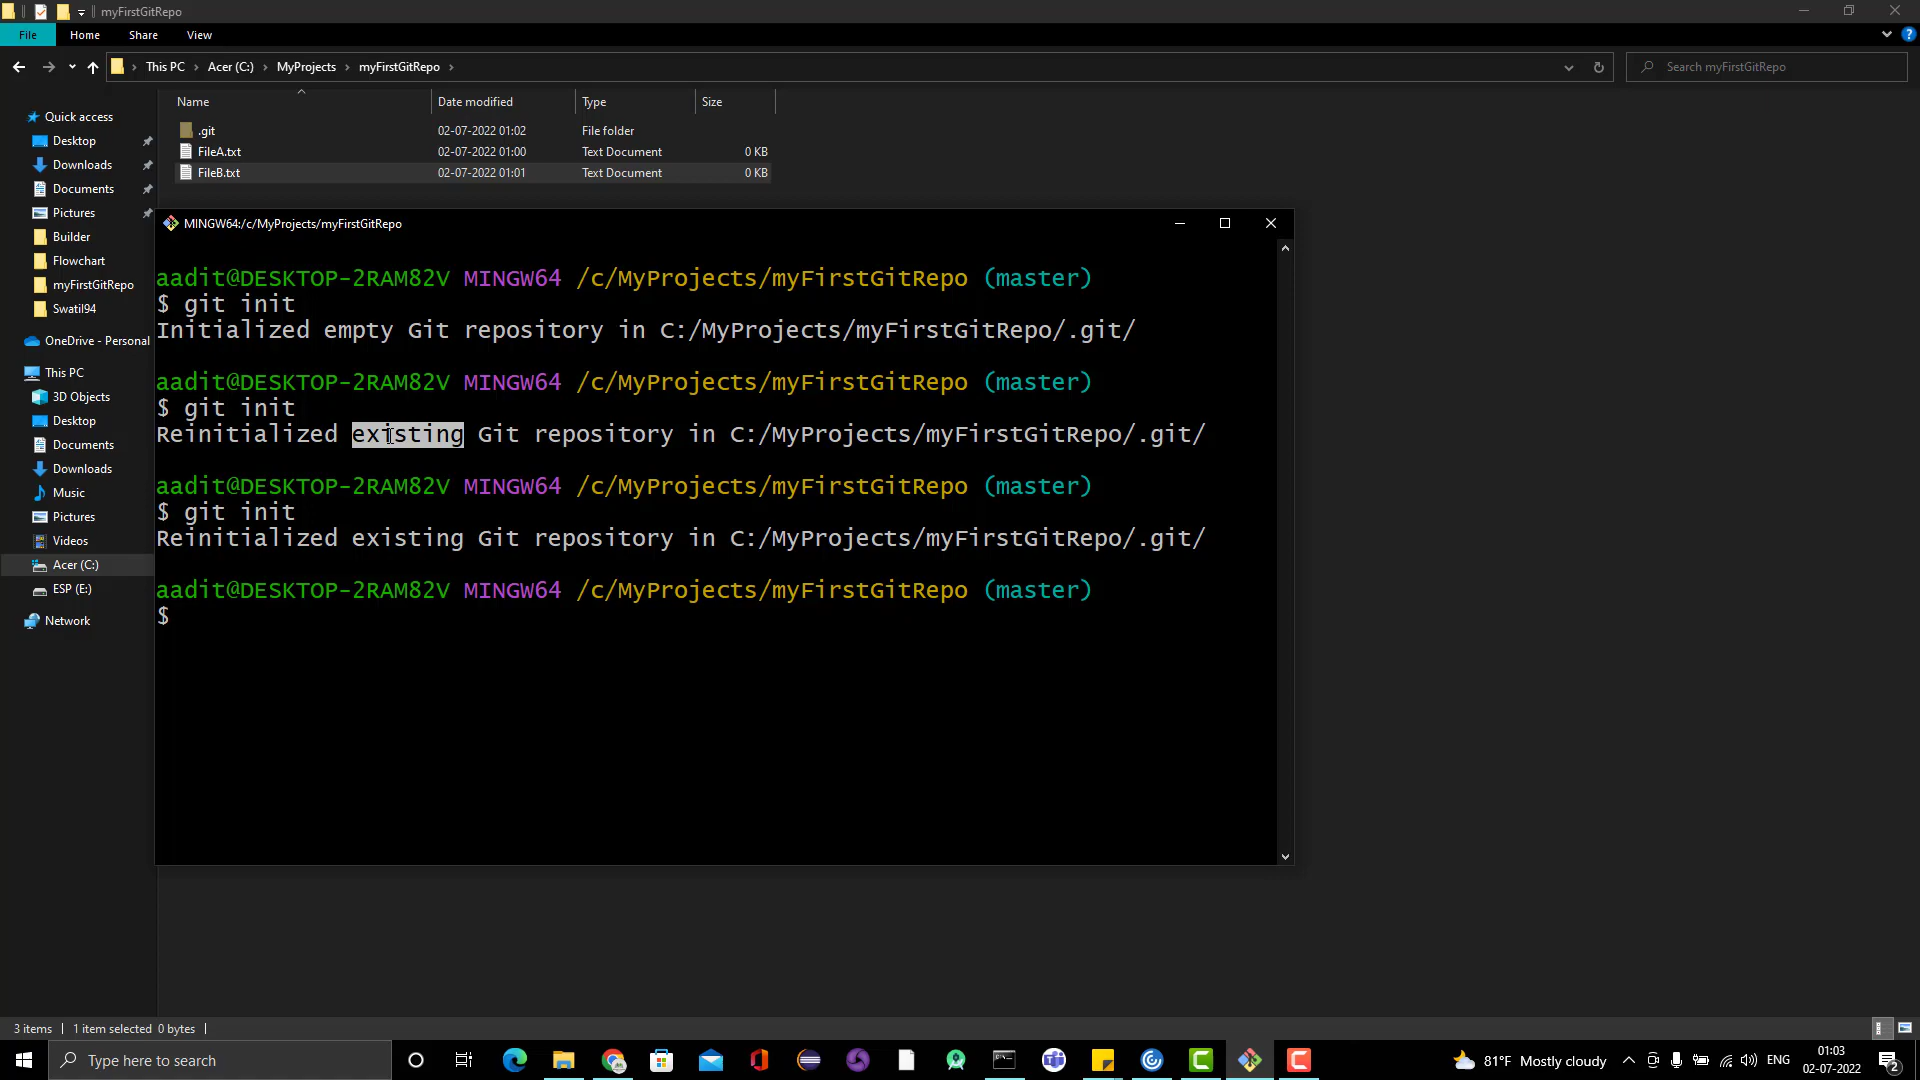 myFirstGitRepo
File Home Share View
This PC Acer (C:) MyProjects myFirstGitRepo
Search myFirstGitRepo
Name Date modified Type Size
.git 02-07-2022 01:02 File folder
FileA.txt 02-07-2022 01:00 Text Document 0 KB
FileB.txt 02-07-2022 01:01 Text Document 0 KB
Quick access
Desktop
Downloads
Documents
Pictures
Builder
Flowchart
myFirstGitRepo
Swatil94
OneDrive - Personal
This PC
3D Objects
Desktop
Documents
Downloads
Music
Pictures
Videos
Acer (C:)
ESP (E:)
Network
MINGW64:/c/MyProjects/myFirstGitRepo
aadit@DESKTOP-2RAM82V MINGW64 /c/MyProjects/myFirstGitRepo (master)
$ git init
Initialized empty Git repository in C:/MyProjects/myFirstGitRepo/.git/
aadit@DESKTOP-2RAM82V MINGW64 /c/MyProjects/myFirstGitRepo (master)
$ git init
Reinitialized existing Git repository in C:/MyProjects/myFirstGitRepo/.git/
aadit@DESKTOP-2RAM82V MINGW64 /c/MyProjects/myFirstGitRepo (master)
$ git init
Reinitialized existing Git repository in C:/MyProjects/myFirstGitRepo/.git/
aadit@DESKTOP-2RAM82V MINGW64 /c/MyProjects/myFirstGitRepo (master)
$
3 items 1 item selected 0 bytes
Type here to search
81°F Mostly cloudy
ENG
01:03
02-07-2022
2